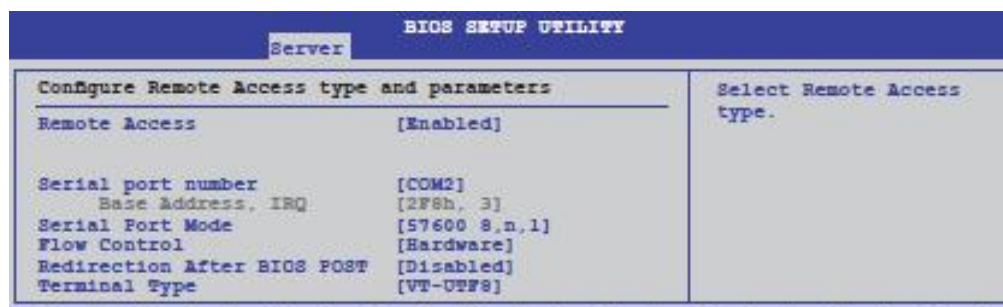 BIOS SETUP UTILITY
Server
Configure Remote Access type and parameters
Select Remote Access
type.
Remote Access [Enabled]
Serial port number [COM2]
Base Address, IRQ [2F8h, 3]
Serial Port Mode [57600 8,n,1]
Flow Control [Hardware]
Redirection After BIOS POST [Disabled]
Terminal Type [VT-UTF8]